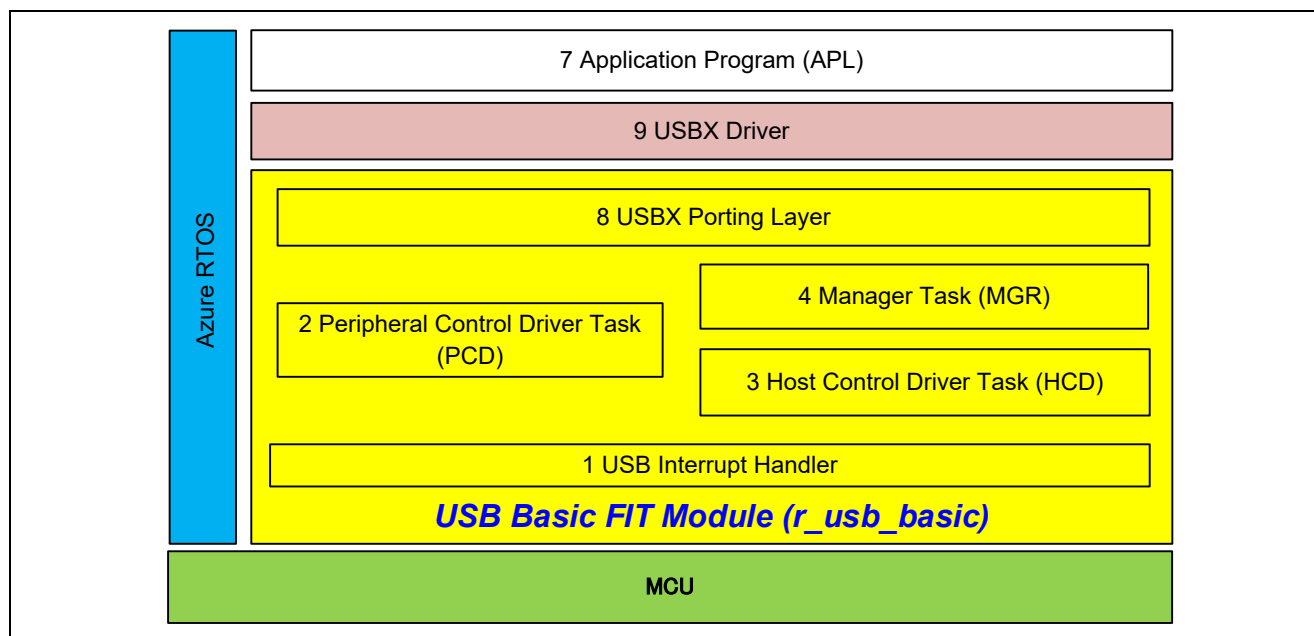 7 Application Program (APL)
9 USBX Driver
Azure RTOS
8 USBX Porting Layer
4 Manager Task (MGR)
2 Peripheral Control Driver Task
(PCD)
3 Host Control Driver Task (HCD)
1 USB Interrupt Handler
USB Basic FIT Module (r_usb_basic)
MCU